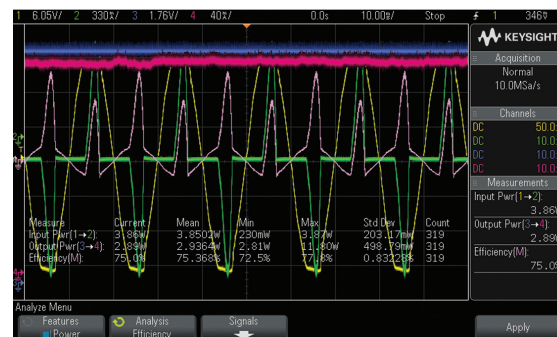 1 6.05V/ 2 330%/ 3 1.76V/ 4 40%/ 0.0s 10.00%/ Stop 1 346%
KEYSIGHT
Acquisition
Normal
10.0MSa/s
Channels
DC 50.0:
DC 10.0:
DC 10.0:
DC 10.0:
Measurements
Input Pwr(1→2):
3.86W
Output Pwr(3→4):
2.89W
Efficiency(M):
75.0%
Measure Current Mean Min Max Std Dev Count
Input Pwr(1→2) 3.86W 3.8502W 230mW 3.87W 203.17mW 319
Output Pwr(3→4) 2.89W 2.9364W 2.81W 11.80W 498.79mW 319
Efficiency(M) 75.0% 75.368% 72.5% 77.8% 0.83228% 319
Analyze Menu
Features
Power
Analysis
Efficiency
Signals
Apply